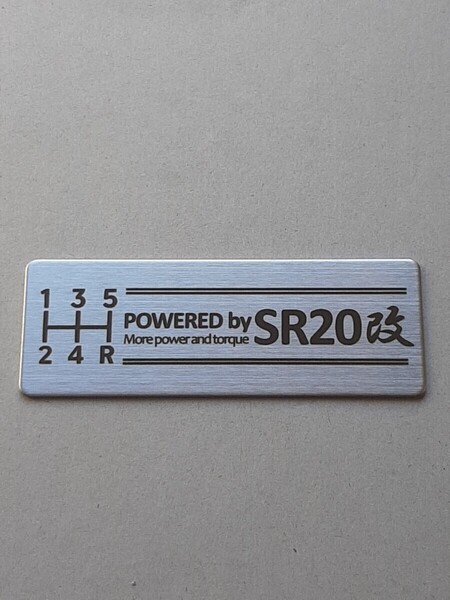 1 3 5
2 4 R
POWERED by
More power and torque
SR20改